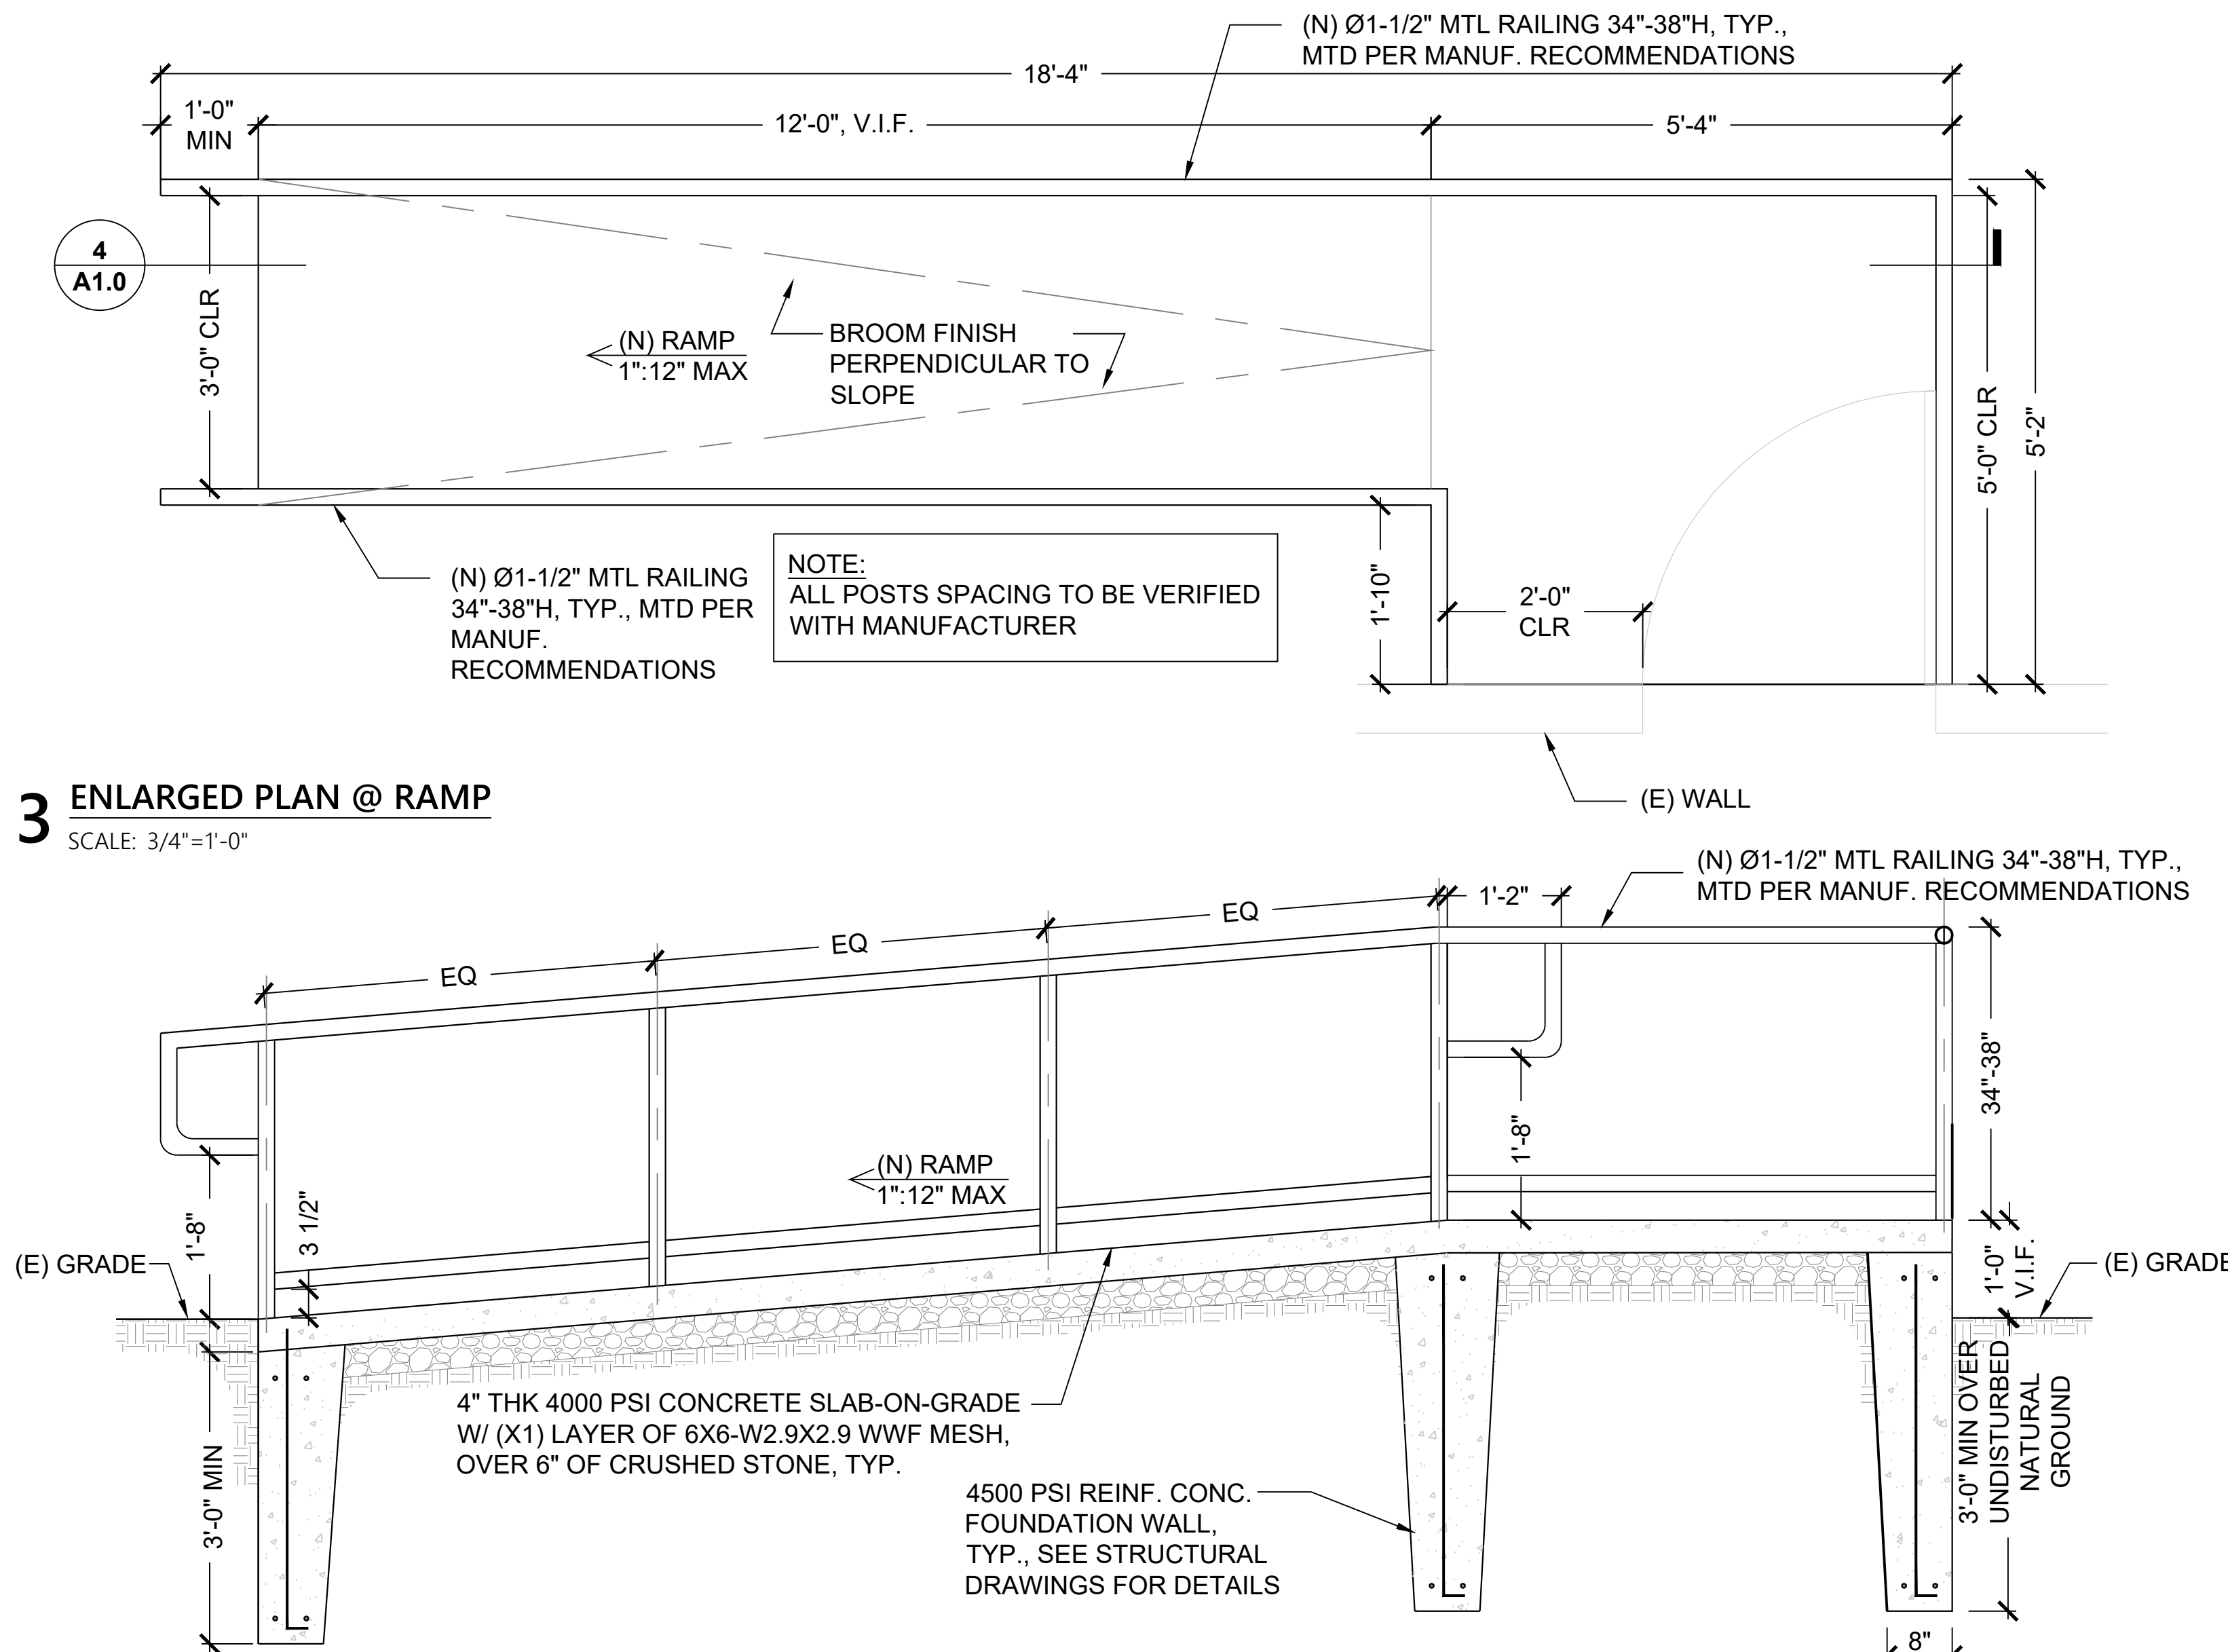 (N) Ø1-1/2" MTL RAILING 34"-38"H, TYP.,
MTD PER MANUF. RECOMMENDATIONS
18'-4"
1'-0"
MIN
12'-0", V.I.F.
5'-4"
4
A1.0
3'-0" CLR
(N) RAMP
1":12" MAX
BROOM FINISH
PERPENDICULAR TO
SLOPE
5'-0" CLR
5'-2"
(N) Ø1-1/2" MTL RAILING
34"-38"H, TYP., MTD PER
MANUF.
RECOMMENDATIONS
NOTE:
ALL POSTS SPACING TO BE VERIFIED
WITH MANUFACTURER
1'-10"
2'-0"
CLR
(E) WALL
3
ENLARGED PLAN @ RAMP
SCALE: 3/4"=1'-0"
(N) Ø1-1/2" MTL RAILING 34"-38"H, TYP.,
MTD PER MANUF. RECOMMENDATIONS
EQ
EQ
EQ
1'-2"
34"-38"
1'-8"
(N) RAMP
1":12" MAX
1'-8"
3 1/2"
(E) GRADE
1'-0"
V.I.F.
(E) GRADE
4" THK 4000 PSI CONCRETE SLAB-ON-GRADE
W/ (X1) LAYER OF 6X6-W2.9X2.9 WWF MESH,
OVER 6" OF CRUSHED STONE, TYP.
3'-0" MIN
4500 PSI REINF. CONC.
FOUNDATION WALL,
TYP., SEE STRUCTURAL
DRAWINGS FOR DETAILS
3'-0" MIN OVER
UNDISTURBED
NATURAL
GROUND
8"